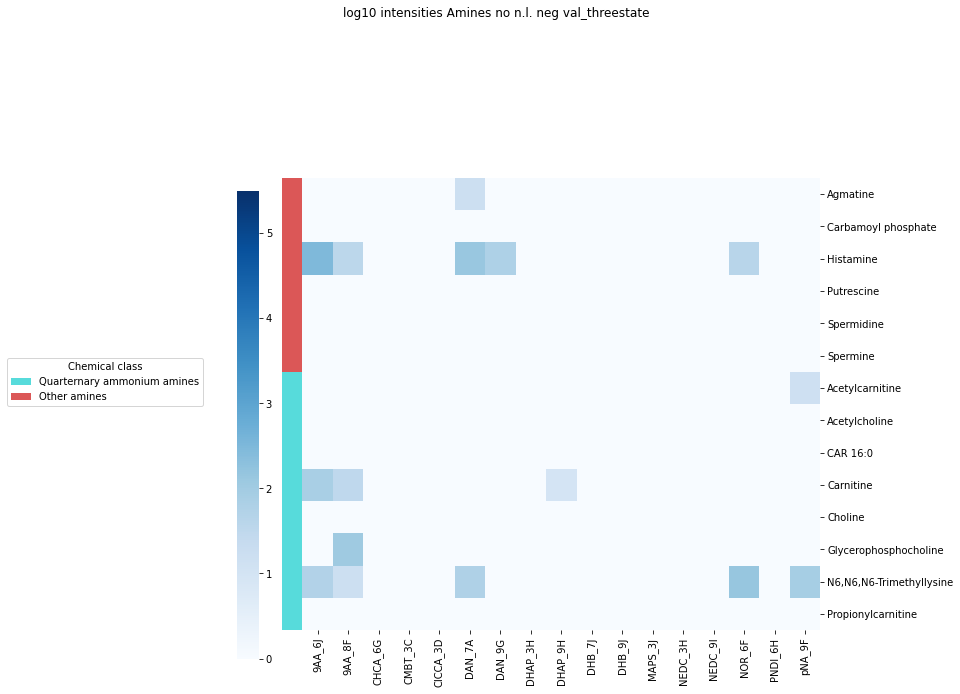 log10 intensities Amines no n.l. neg val_threestate
Agmatine
Carbamoyl phosphate
Histamine
Putrescine
Spermidine
Spermine
Acetylcarnitine
Acetylcholine
CAR 16:0
Carnitine
Choline
Glycerophosphocholine
N6,N6,N6-Trimethyllysine
Propionylcarnitine
5
4
3
2
1
0
Chemical class
Quarternary ammonium amines
Other amines
9AA_6J
9AA_8F
CHCA_6G
CMBT_3C
ClCCA_3D
DAN_7A
DAN_9G
DHAP_3H
DHAP_9H
DHB_7J
DHB_9J
MAPS_3J
NEDC_3H
NEDC_9I
NOR_6F
PNDI_6H
pNA_9F